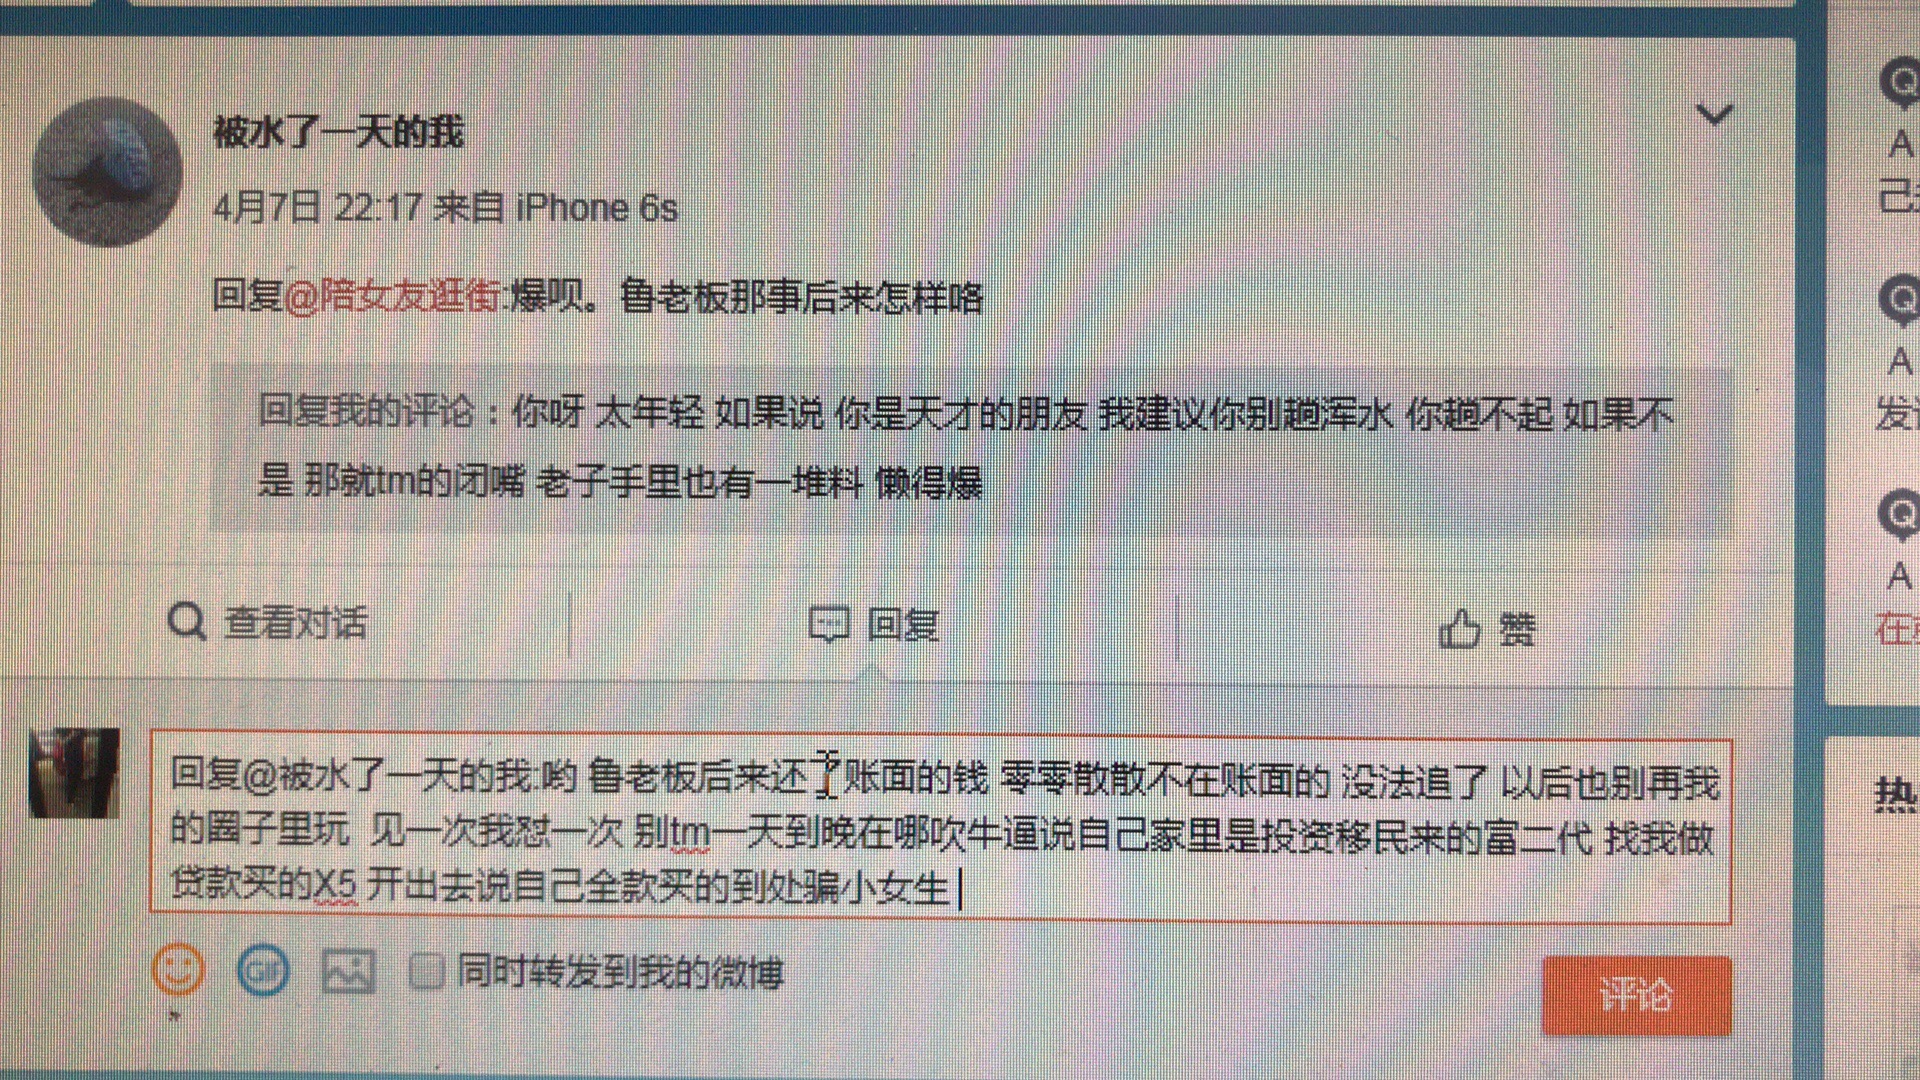 被水了一天的我
4月7日 22:17 来自 iPhone 6s
回复@陪女友逛街:爆呗。鲁老板那事后来怎样咯
回复我的评论：你呀 太年轻 如果说 你是天才的朋友 我建议你别趟浑水 你趟不起 如果不
是 那就tm的闭嘴 老子手里也有一堆料 懒得爆
查看对话
回复
赞
回复@被水了一天的我:哟 鲁老板后来还了账面的钱 零零散散不在账面的 没法追了 以后也别再我
的圈子里玩 见一次我怼一次 别tm一天到晚在哪吹牛逼说自己家里是投资移民来的富二代 找我做
贷款买的X5 开出去说自己全款买的到处骗小女生
GIF
同时转发到我的微博
评论
Q
A
己
Q
A
发
Q
A
在
热